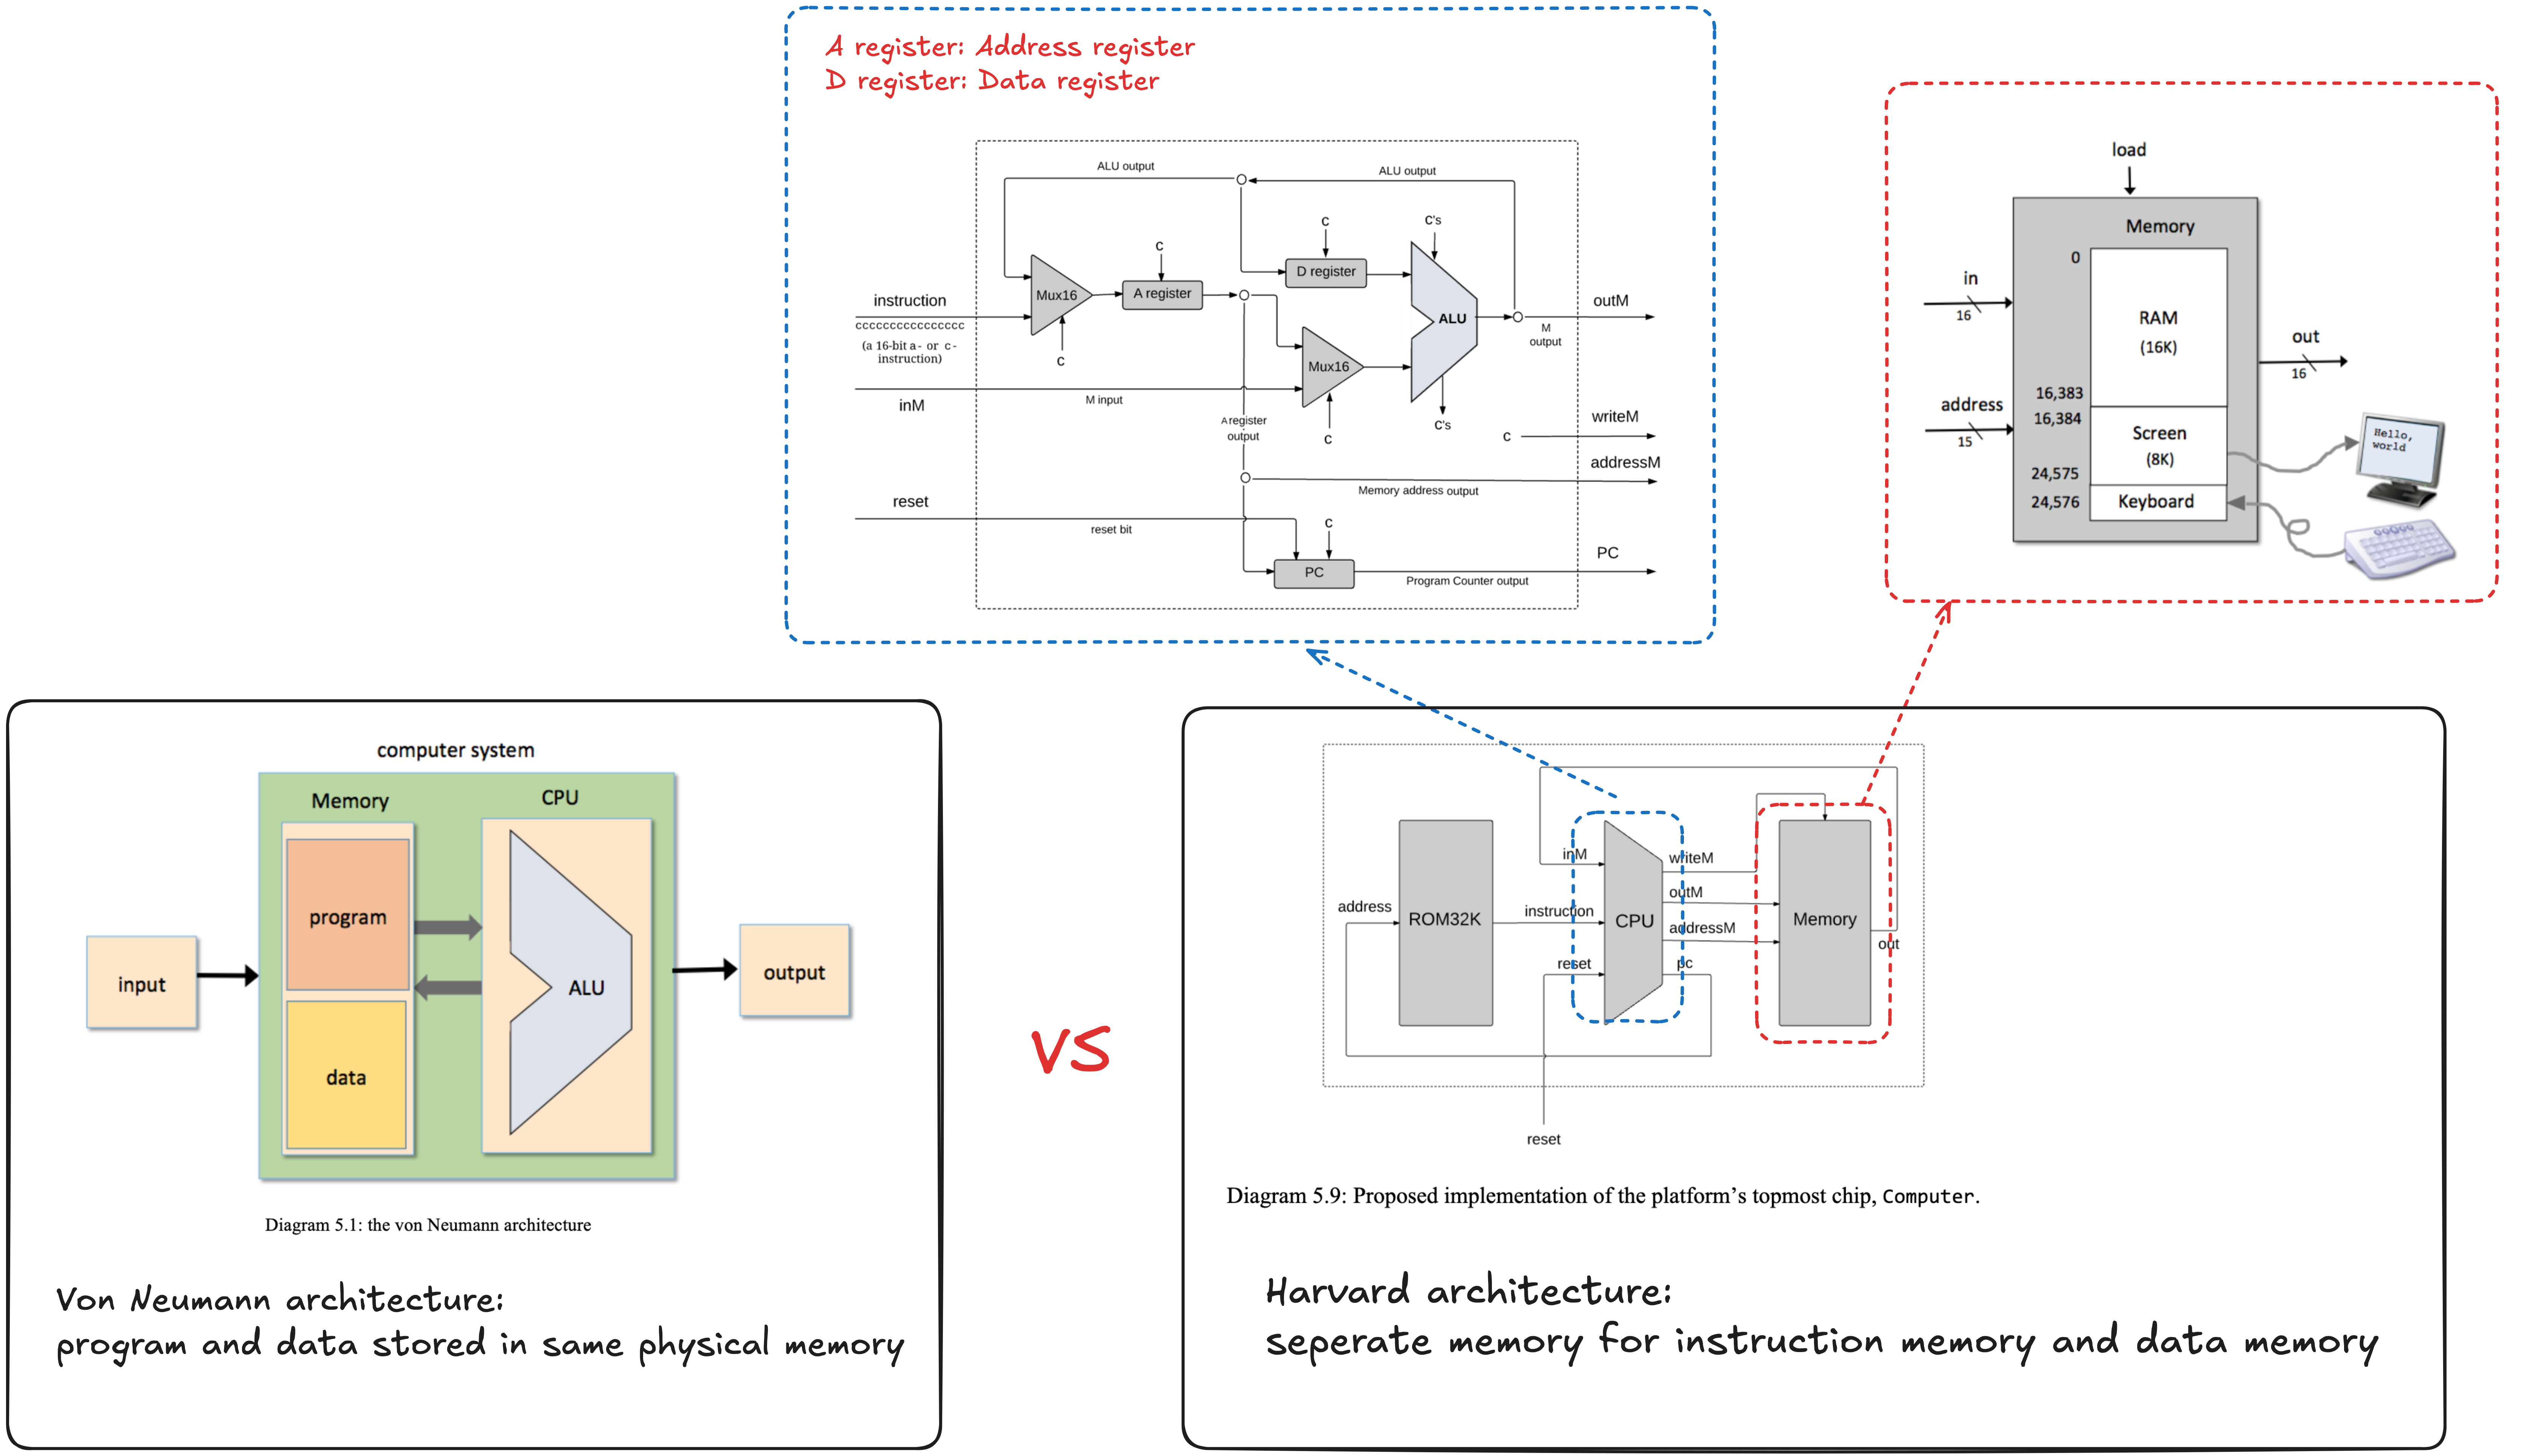 A register: Address register
D register: Data register
ALU output
ALU output
c
c's
c
D register
Mux16
A register
instruction
cccccccccccccccc
(a 16-bit a- or c-
instruction)
c
ALU
outM
M
output
Mux16
inM
M input
c
c's
A register
output
writeM
c
addressM
Memory address output
reset
reset bit
c
PC
PC
Program Counter output
load
Memory
0
in
16
RAM
(16K)
out
16
16,383
address
16,384
15
Screen
(8K)
Hello,
world
24,575
24,576
Keyboard
computer system
Memory
CPU
program
input
ALU
output
data
Diagram 5.1: the von Neumann architecture
Von Neumann architecture:
program and data stored in same physical memory
VS
inM
writeM
outM
address
ROM32K
instruction
CPU
addressM
Memory
out
reset
pc
reset
Diagram 5.9: Proposed implementation of the platform's topmost chip, Computer.
Harvard architecture:
seperate memory for instruction memory and data memory